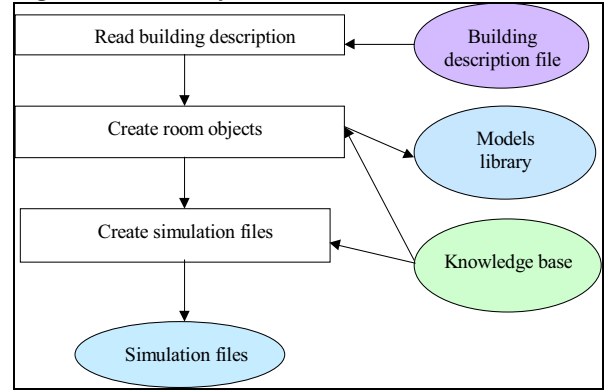 Read building description
Building
description file
Create room objects
Models
library
Create simulation files
Knowledge base
Simulation files